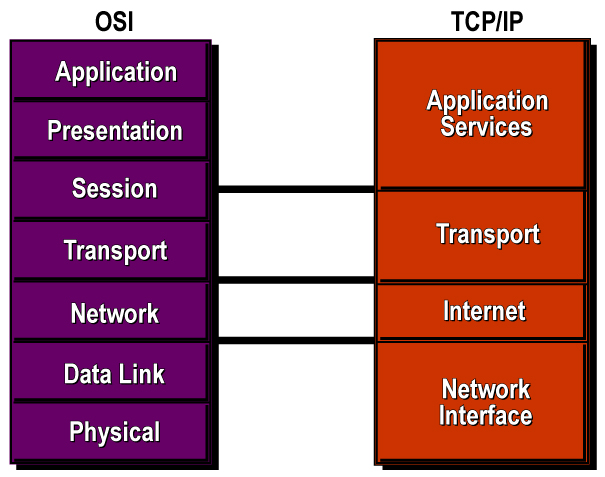 OSI
Application
Presentation
Session
Transport
Network
Data Link
Physical
TCP/IP
Application
Services
Transport
Internet
Network
Interface